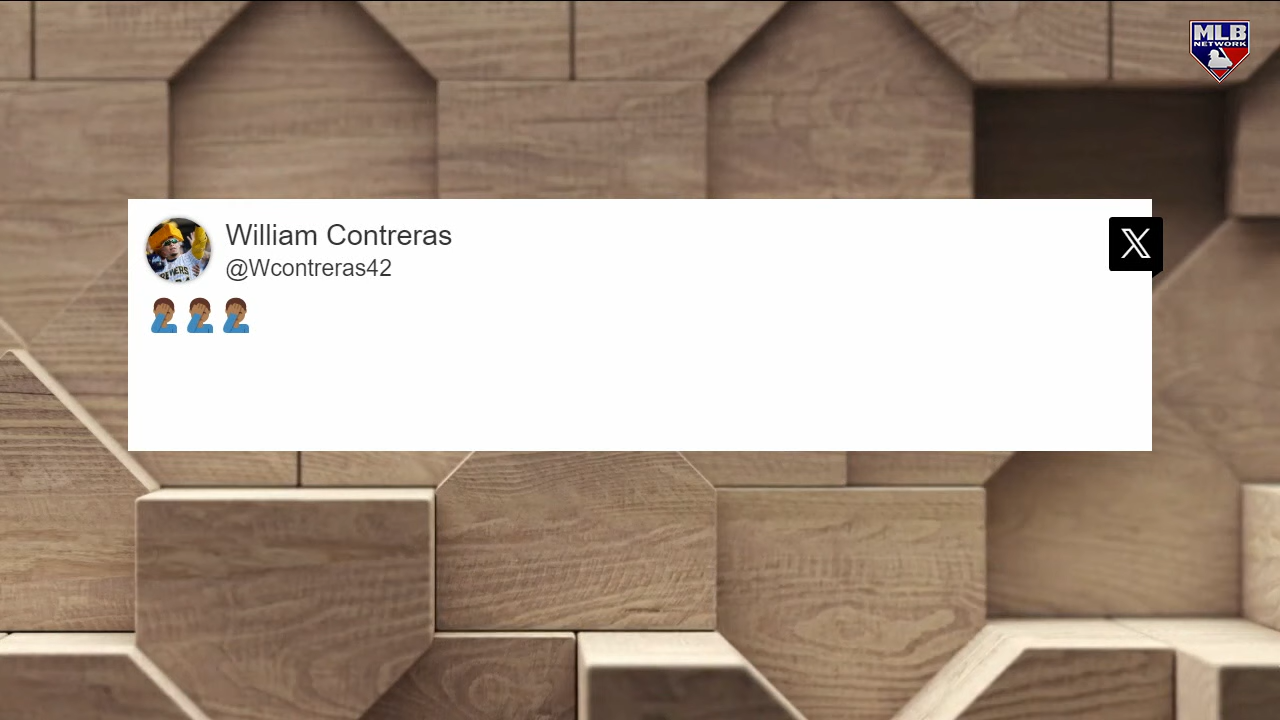 MLB
NETWORK
William Contreras
@Wcontreras42
🤦🏾‍♂️🤦🏾‍♂️🤦🏾‍♂️